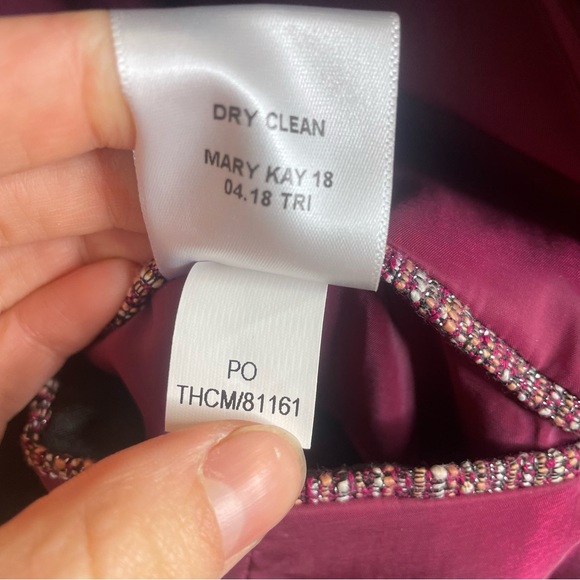 DRY CLEAN
MARY KAY 18
04.18 TRI
PO
THCM/81161